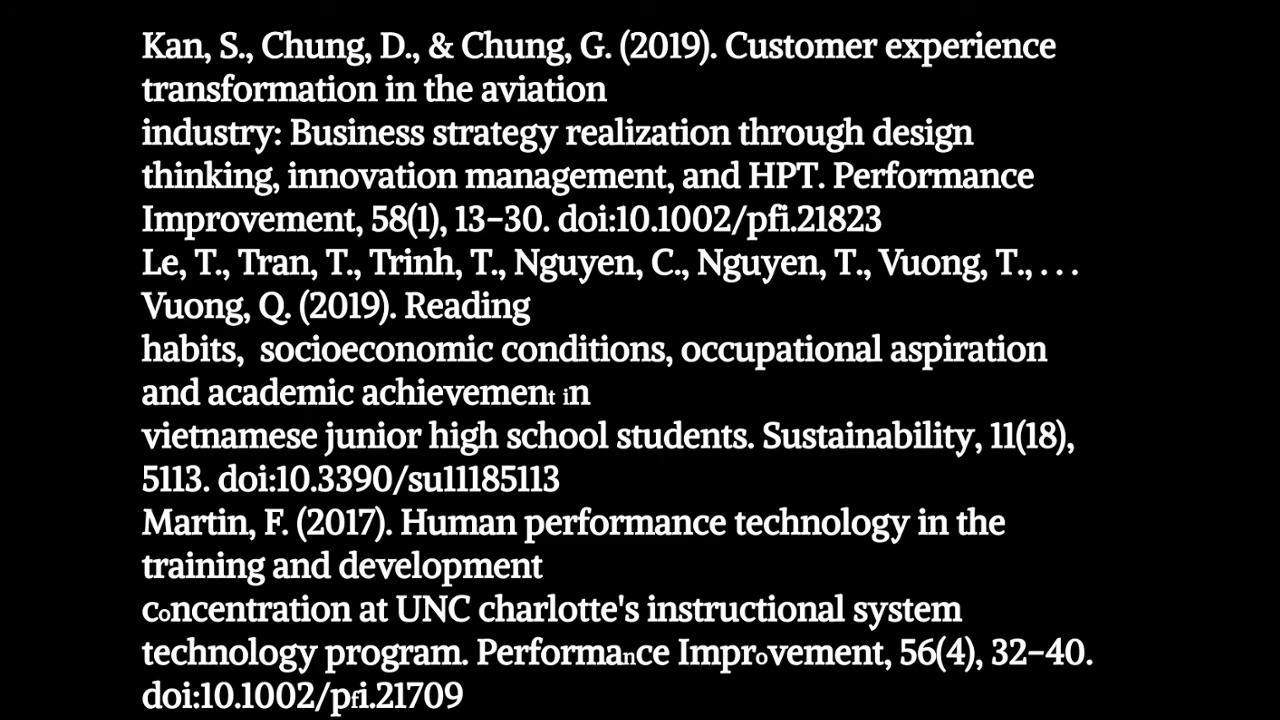 Kan, S., Chung, D., & Chung, G. (2019). Customer experience
transformation in the aviation
industry: Business strategy realization through design
thinking, innovation management, and HPT. Performance
Improvement, 58(1), 13-30. doi:10.1002/pfi.21823
Le, T., Tran, T., Trinh, T., Nguyen, C., Nguyen, T., Vuong, T., . . .
Vuong, Q. (2019). Reading
habits,  socioeconomic conditions, occupational aspiration
and academic achievement in
vietnamese junior high school students. Sustainability, 11(18),
5113. doi:10.3390/su11185113
Martin, F. (2017). Human performance technology in the
training and development
concentration at UNC charlotte's instructional system
technology program. Performance Improvement, 56(4), 32-40.
doi:10.1002/pfi.21709